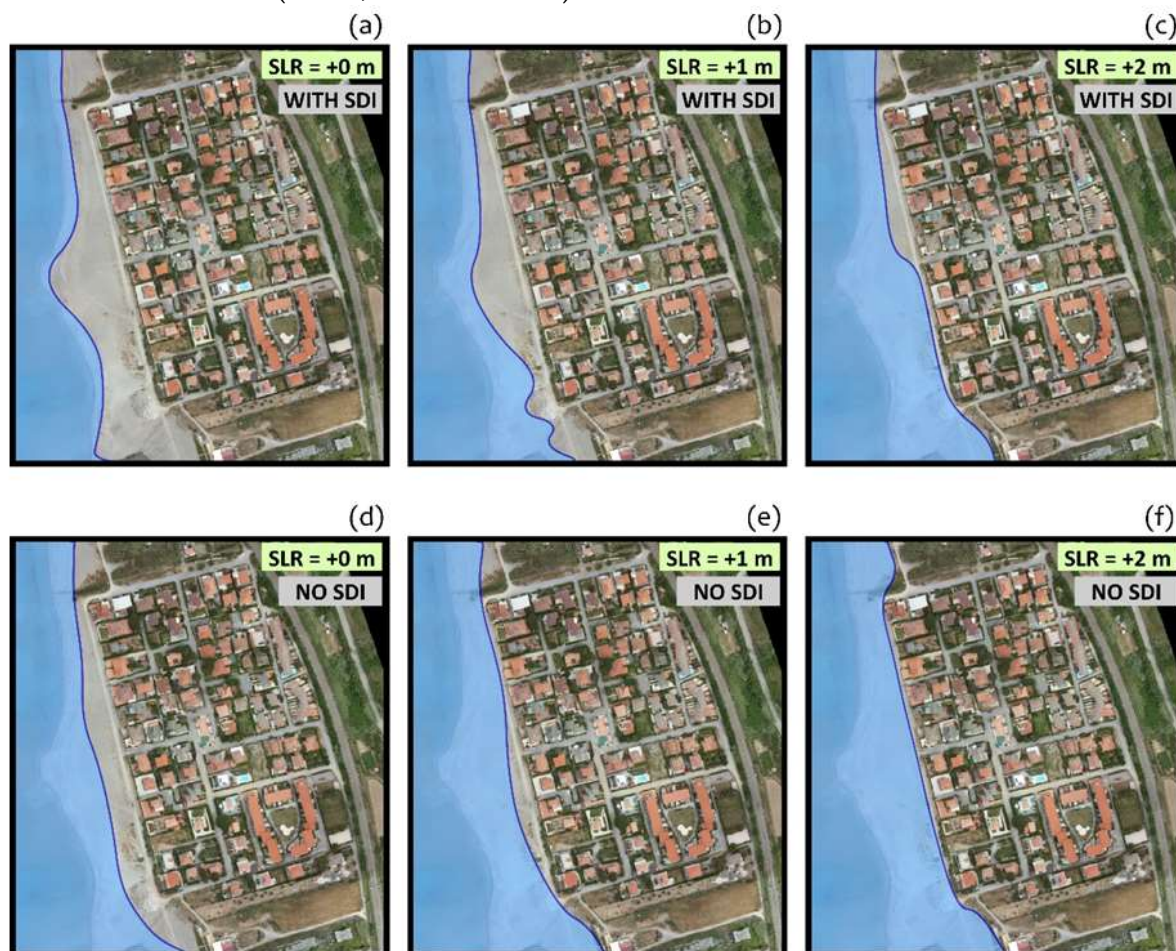 (a)
SLR = +0 m
WITH SDI
(b)
SLR = +1 m
WITH SDI
(c)
SLR = +2 m
WITH SDI
(d)
SLR = +0 m
NO SDI
(e)
SLR = +1 m
NO SDI
(f)
SLR = +2 m
NO SDI